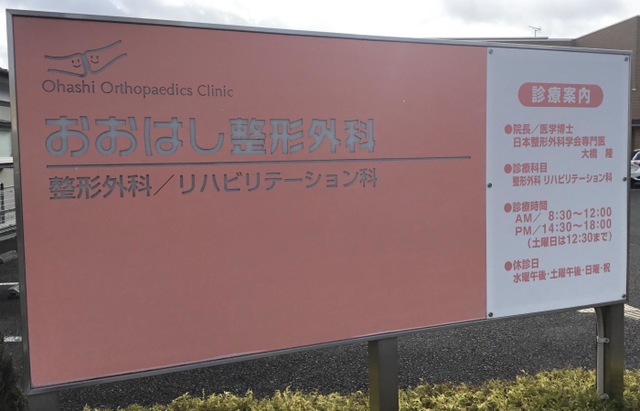 Ohashi Orthopaedics Clinic
おおはし整形外科
整形外科／リハビリテーション科
診療案内
●院長／医学博士
日本整形外科学会専門医
大橋 隆
●診療科目
整形外科 リハビリテーション科
●診療時間
AM／ 8:30～12:00
PM／14:30～18:00
(土曜日は12:30まで)
●休診日
水曜午後・土曜午後・日曜・祝